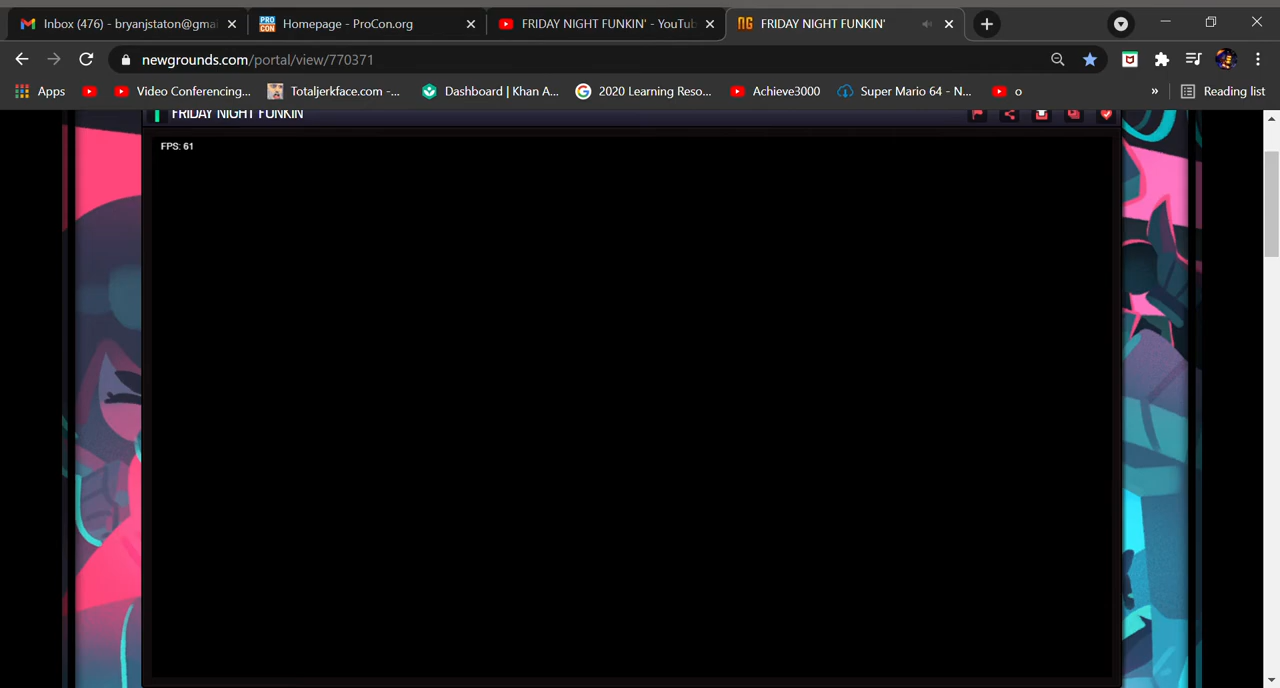 Inbox (476) - bryanjstaton@gmai
Homepage - ProCon.org
FRIDAY NIGHT FUNKIN' - YouTub
NG FRIDAY NIGHT FUNKIN'
newgrounds.com/portal/view/770371
Apps
Video Conferencing...
Totaljerkface.com -...
Dashboard | Khan A...
2020 Learning Reso...
Achieve3000
Super Mario 64 - N...
o
»
Reading list
FRIDAY NIGHT FUNKIN'
FPS: 61